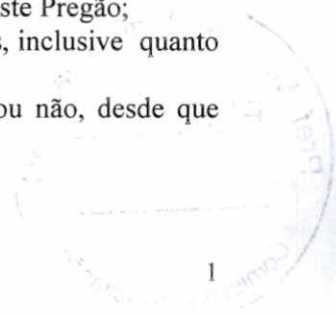 ste Pregão;
s, inclusive quanto
ou não, desde que
1